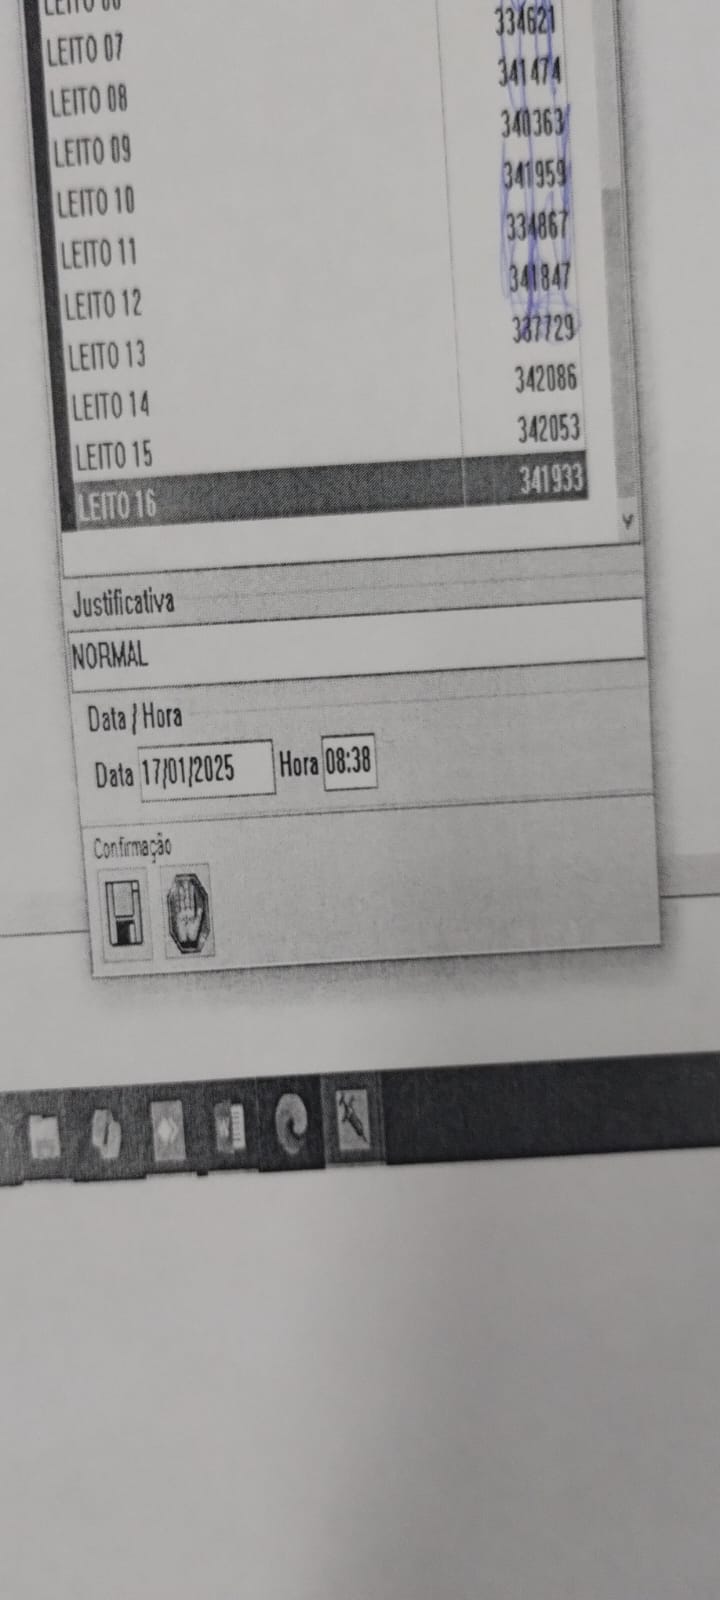 LEITO
LEITO 07 334621
LEITO 08 341474
LEITO 09 340363
LEITO 10 341959
LEITO 11 334867
LEITO 12 341847
LEITO 13 337729
LEITO 14 342086
LEITO 15 342053
LEITO 16 341933
Justificativa
NORMAL
Data / Hora
Data 17/01/2025 Hora 08:38
Confirmação